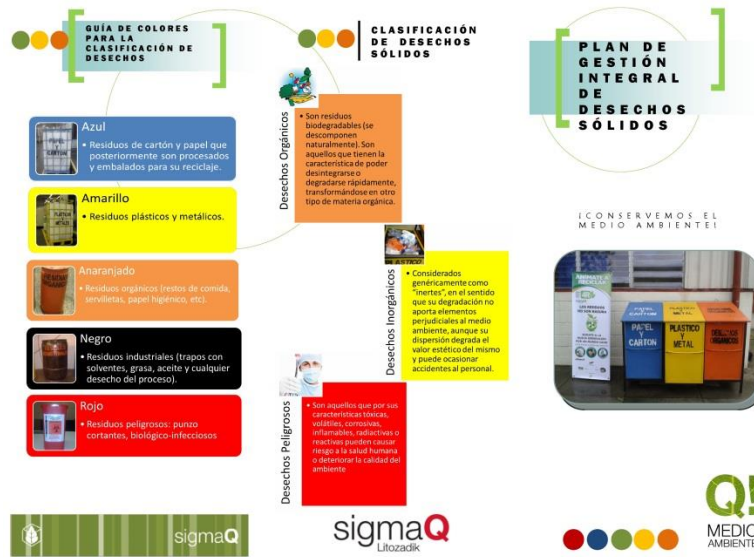 GUÍA DE COLORES
PARA LA
CLASIFICACIÓN DE
DESECHOS
Azul
• Residuos de cartón y papel que
posteriormente son procesados
y embalados para su reciclaje.
Amarillo
• Residuos plásticos y metálicos.
Anaranjado
• Residuos orgánicos (restos de comida,
servilletas, papel higiénico, etc).
Negro
• Residuos industriales (trapos con
solventes, grasa, aceite y cualquier
desecho del proceso).
Rojo
• Residuos peligrosos: punzo
cortantes, biológico-infecciosos
sigmaQ
CLASIFICACIÓN
DE DESECHOS
SÓLIDOS
Desechos Orgánicos
• Son residuos
biodegradables (se
descomponen
naturalmente). Son
aquellos que tienen la
característica de poder
desintegrarse o
degradarse rápidamente,
transformándose en otro
tipo de materia orgánica.
PLASTICO
Desechos Inorgánicos
• Considerados
genéricamente como
"inertes", en el sentido
que su degradación no
aporta elementos
perjudiciales al medio
ambiente, aunque su
dispersión degrada el
valor estético del mismo
y puede ocasionar
accidentes al personal.
Desechos Peligrosos
• Son aquellos que por sus
características tóxicas,
volátiles, corrosivas,
inflamables, radiactivas o
reactivas pueden causar
riesgo a la salud humana
o deteriorar la calidad del
ambiente
sigmaQ
Litozadik
PLAN DE
GESTIÓN
INTEGRAL
DE
DESECHOS
SÓLIDOS
¡CONSERVEMOS EL
MEDIO AMBIENTE!
PAPEL
Y
CARTON
PLASTICO
Y
METAL
ORGANICOS
Q!
MEDIO
AMBIENTE